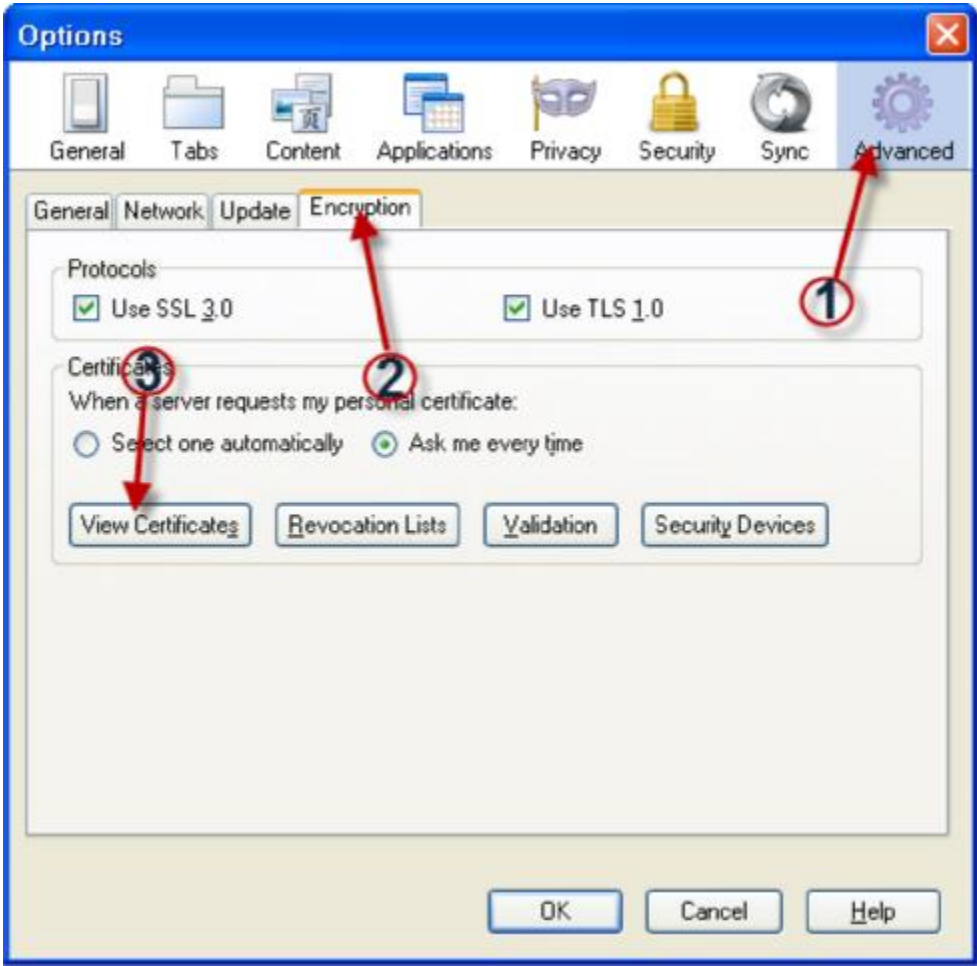 Options
General Tabs Content Applications Privacy Security Sync Advanced
页
General Network Update Encryption
Protocols
Use SSL 3.0 Use TLS 1.0
1
Certificates
3 2
When a server requests my personal certificate:
Select one automatically Ask me every time
View Certificates Revocation Lists Validation Security Devices
OK Cancel Help